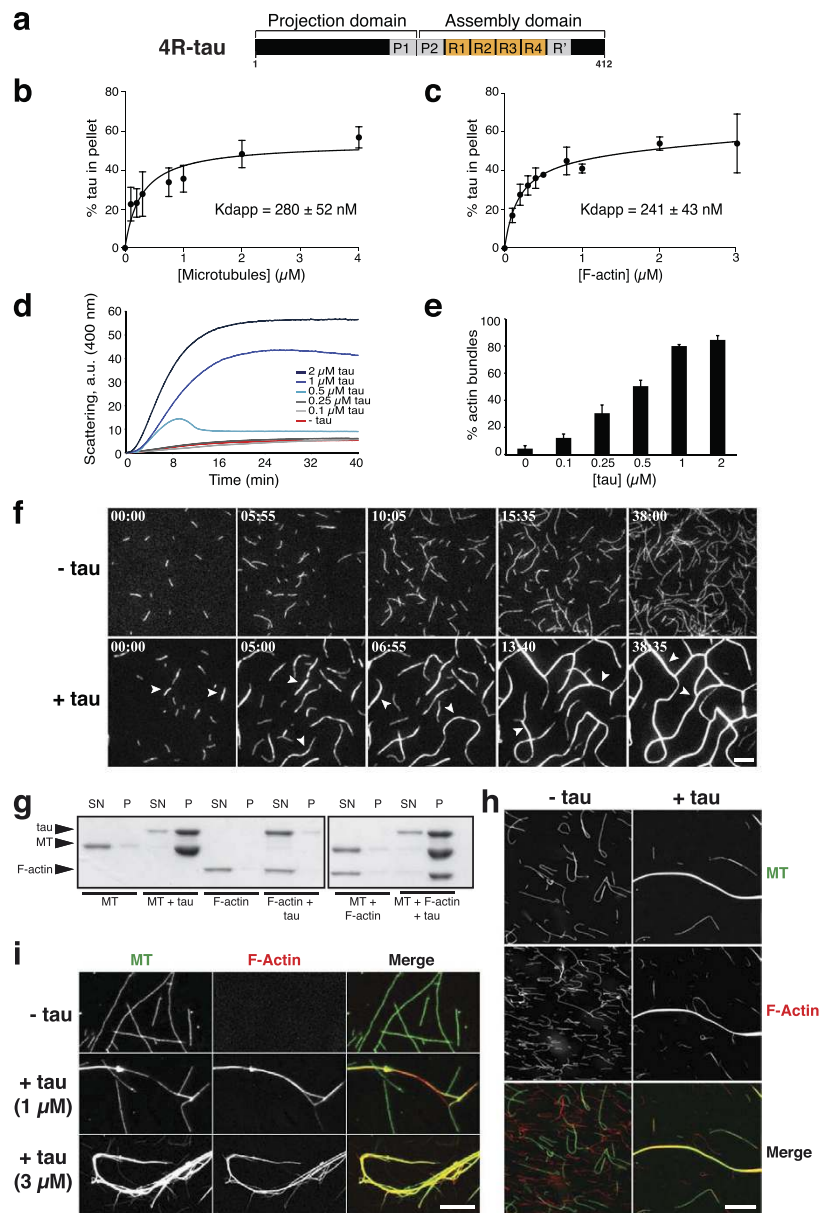 a
Projection domain Assembly domain
4R-tau
P1 P2 R1 R2 R3 R4 R'
1 412
b
% tau in pellet
80
60
40
20
0
Kdapp = 280 ± 52 nM
0 1 2 3 4
[Microtubules] (µM)
c
% tau in pellet
80
60
40
20
0
Kdapp = 241 ± 43 nM
0 1 2 3
[F-actin] (µM)
d
Scattering, a.u. (400 nm)
60
50
40
30
20
10
0
2 µM tau
1 µM tau
0.5 µM tau
0.25 µM tau
0.1 µM tau
- tau
0 8 16 24 32 40
Time (min)
e
% actin bundles
100
80
60
40
20
0
0 0.1 0.25 0.5 1 2
[tau] (µM)
f
- tau
00:00 05:55 10:05 15:35 38:00
+ tau
00:00 05:00 06:55 13:40 38:35
g
SN P SN P SN P SN P SN P SN P
tau
MT
F-actin
MT MT + tau F-actin F-actin + tau MT + F-actin MT + F-actin + tau
h
- tau + tau
MT
F-Actin
Merge
i
MT F-Actin Merge
- tau
+ tau
(1 µM)
+ tau
(3 µM)